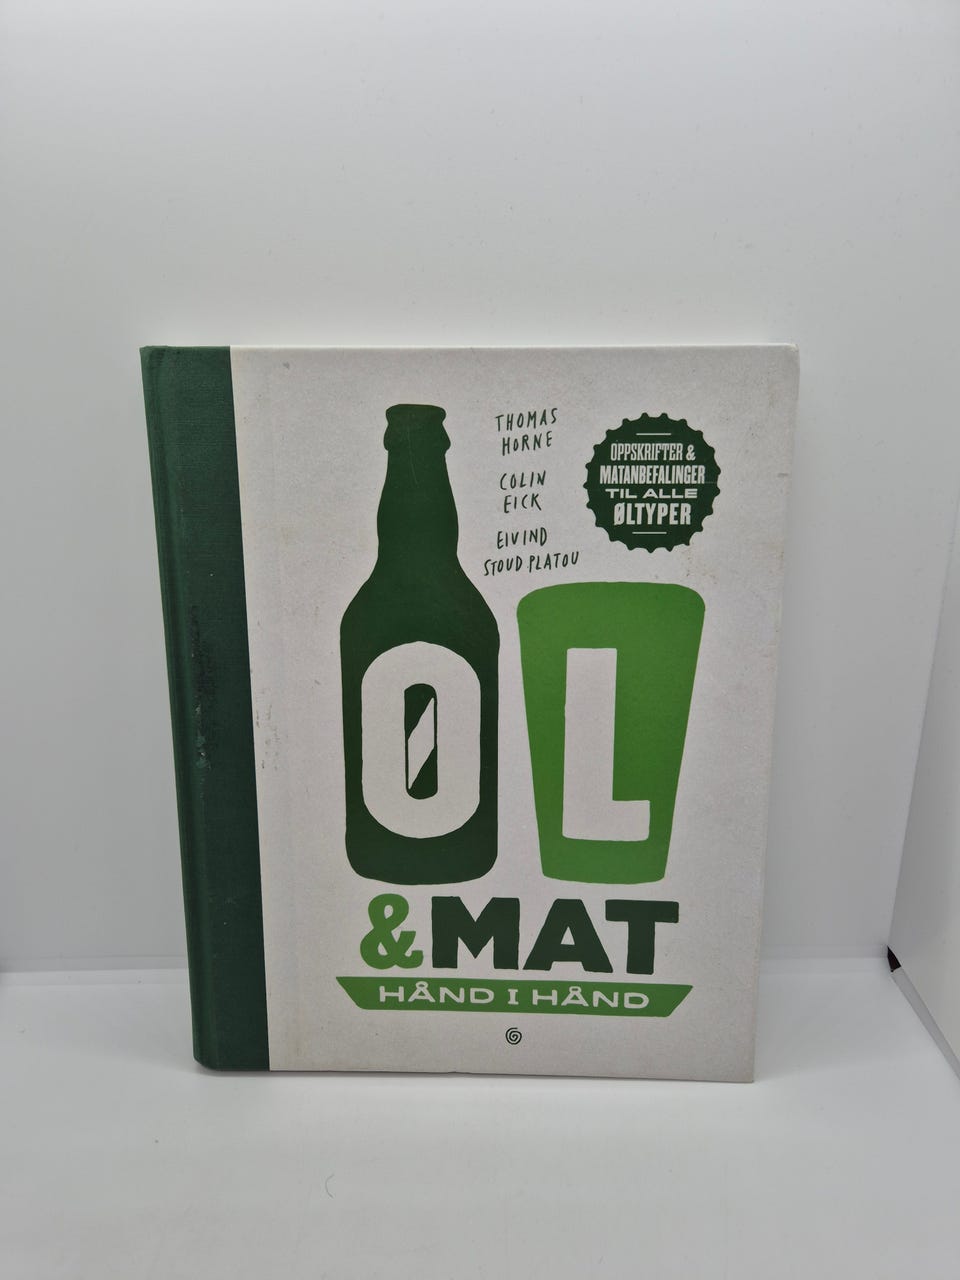 THOMAS
HORNE
COLIN
EICK
EIVIND
STOUD PLATOU
OPPSKRIFTER &
MATANBEFALINGER
TIL ALLE
ØLTYPER
ØL
&MAT
HÅND I HÅND